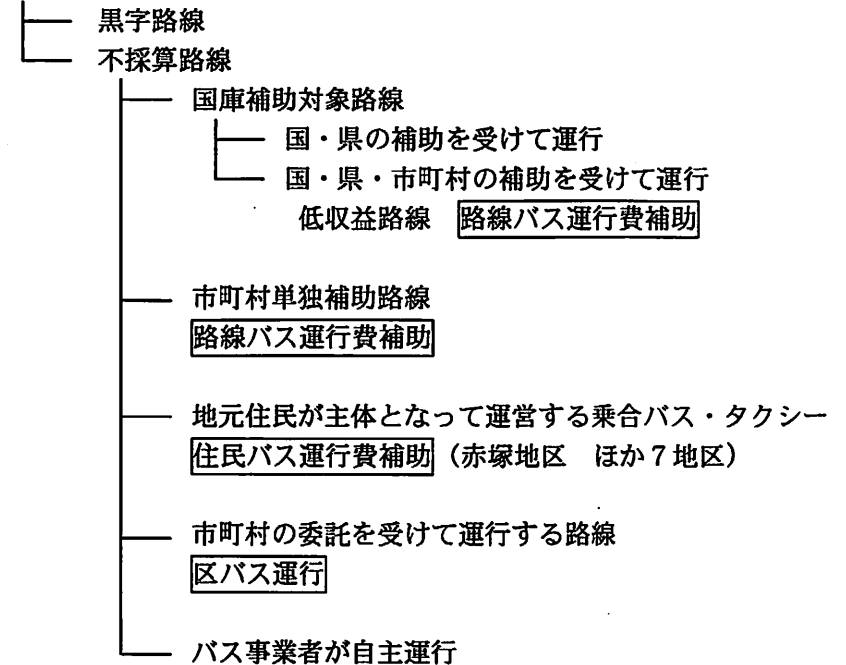 黒字路線
不採算路線
国庫補助対象路線
国・県の補助を受けて運行
国・県・市町村の補助を受けて運行
低収益路線 路線バス運行費補助
市町村単独補助路線
路線バス運行費補助
地元住民が主体となって運営する乗合バス・タクシー
住民バス運行費補助（赤塚地区　ほか７地区）
市町村の委託を受けて運行する路線
区バス運行
バス事業者が自主運行